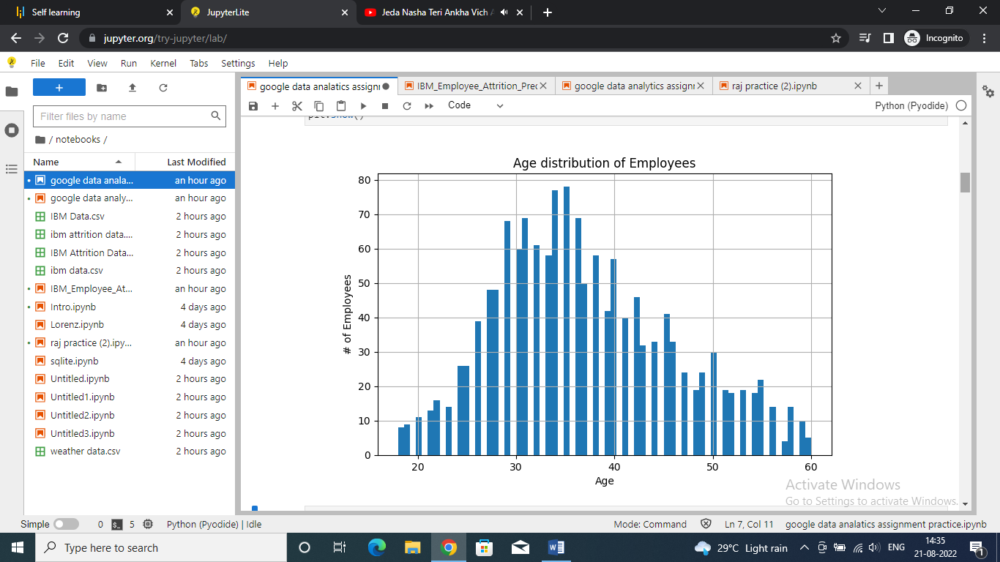 Self learning
JupyterLite
Jeda Nasha Teri Ankha Vich
jupyter.org/try-jupyter/lab/
Incognito
File Edit View Run Kernel Tabs Settings Help
google data analatics assignr
IBM_Employee_Attrition_Prec
google data analytics assignr
raj practice (2).ipynb
Code
Python (Pyodide)
Filter files by name
/ notebooks /
Name Last Modified
google data anala... an hour ago
google data analy... an hour ago
IBM Data.csv 2 hours ago
ibm attrition data.... 2 hours ago
IBM Attrition Data... 2 hours ago
ibm data.csv 2 hours ago
IBM_Employee_At... an hour ago
Intro.ipynb 4 days ago
Lorenz.ipynb 4 days ago
raj practice (2).ipy... an hour ago
sqlite.ipynb 4 days ago
Untitled.ipynb 2 hours ago
Untitled1.ipynb 2 hours ago
Untitled2.ipynb 2 hours ago
Untitled3.ipynb 2 hours ago
weather data.csv 2 hours ago
plt.show()
Age distribution of Employees
# of Employees
80
70
60
50
40
30
20
10
0
20 30 40 50 60
Age
Activate Windows
Go to Settings to activate Windows.
Simple 0 5 Python (Pyodide) | Idle
Mode: Command Ln 7, Col 11 google data analatics assignment practice.ipynb
Type here to search
29°C Light rain
ENG
14:35
21-08-2022
1